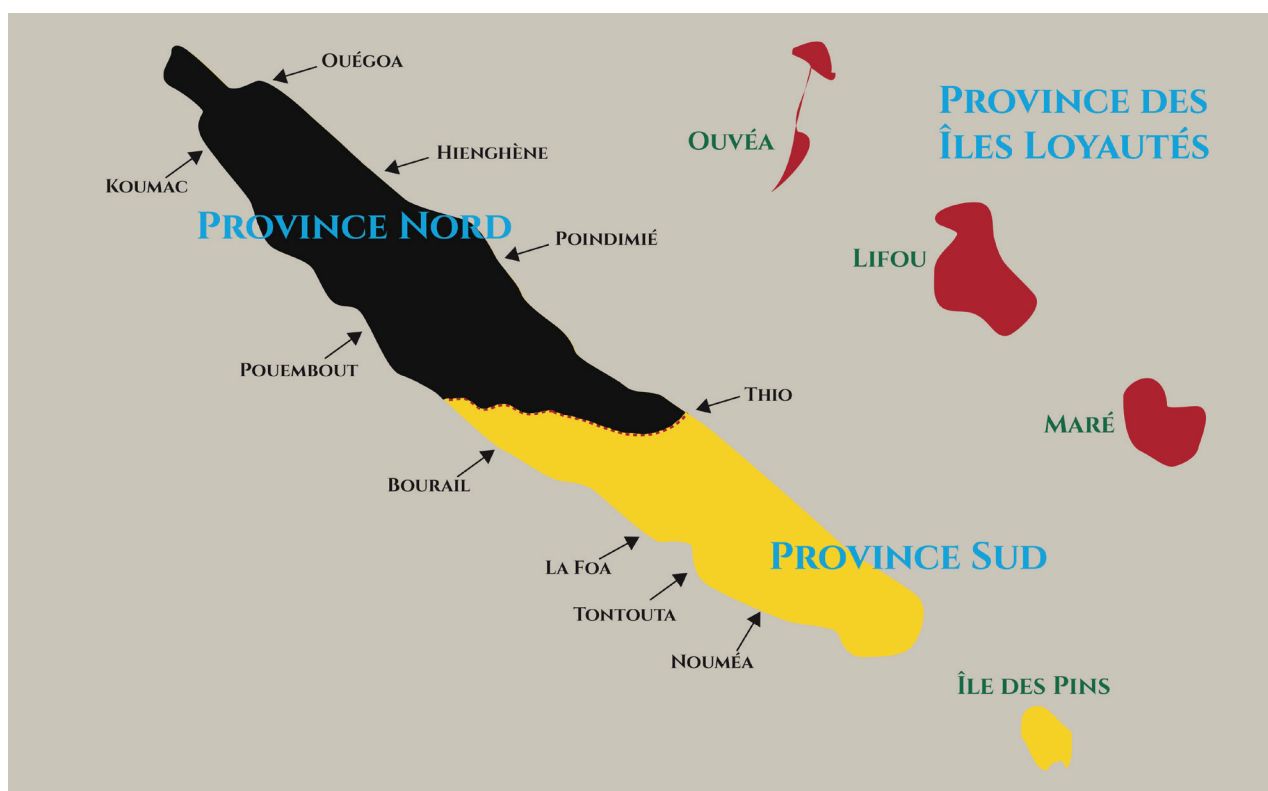 Ouégoa
Hienghène
Koumac
Province Nord
Poindimié
Pouembout
Thio
Bourail
La Foa
Tontouta
Nouméa
Province Sud
Île des Pins
Ouvéa
Province des
Îles Loyautés
Lifou
Maré